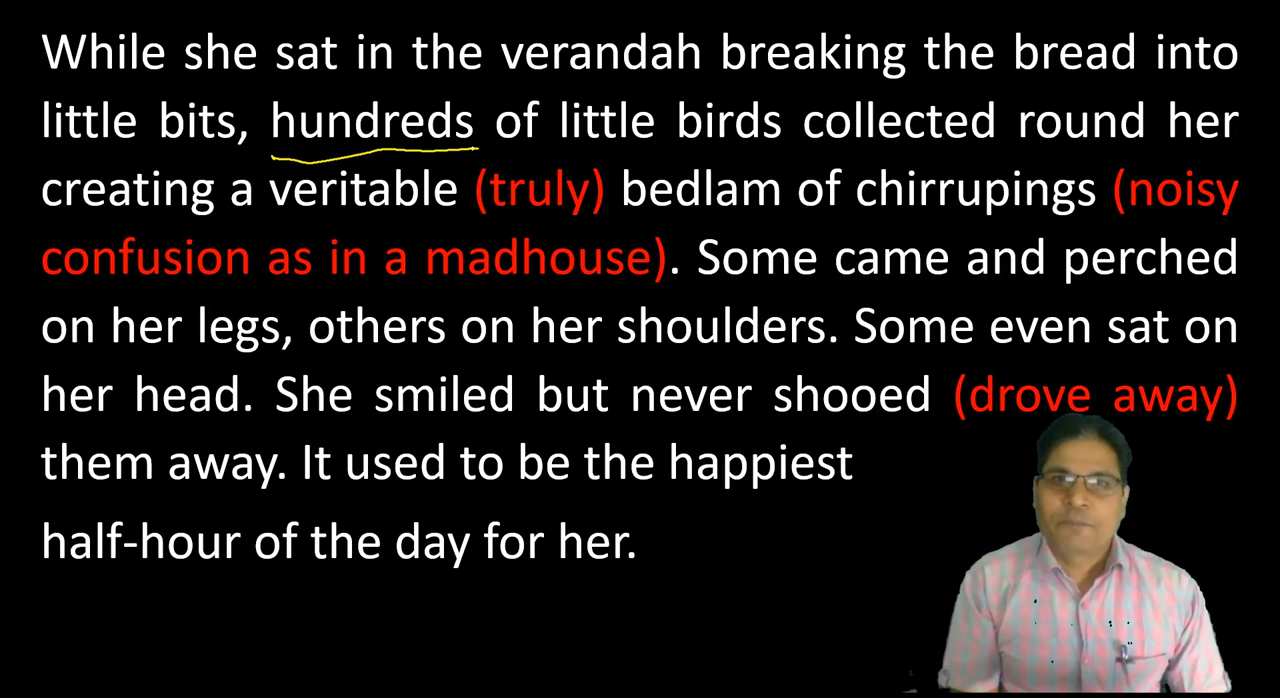 While she sat in the verandah breaking the bread into
little bits, hundreds of little birds collected round her
creating a veritable (truly) bedlam of chirrupings (noisy
confusion as in a madhouse). Some came and perched
on her legs, others on her shoulders. Some even sat on
her head. She smiled but never shooed (drove away)
them away. It used to be the happiest
half-hour of the day for her.